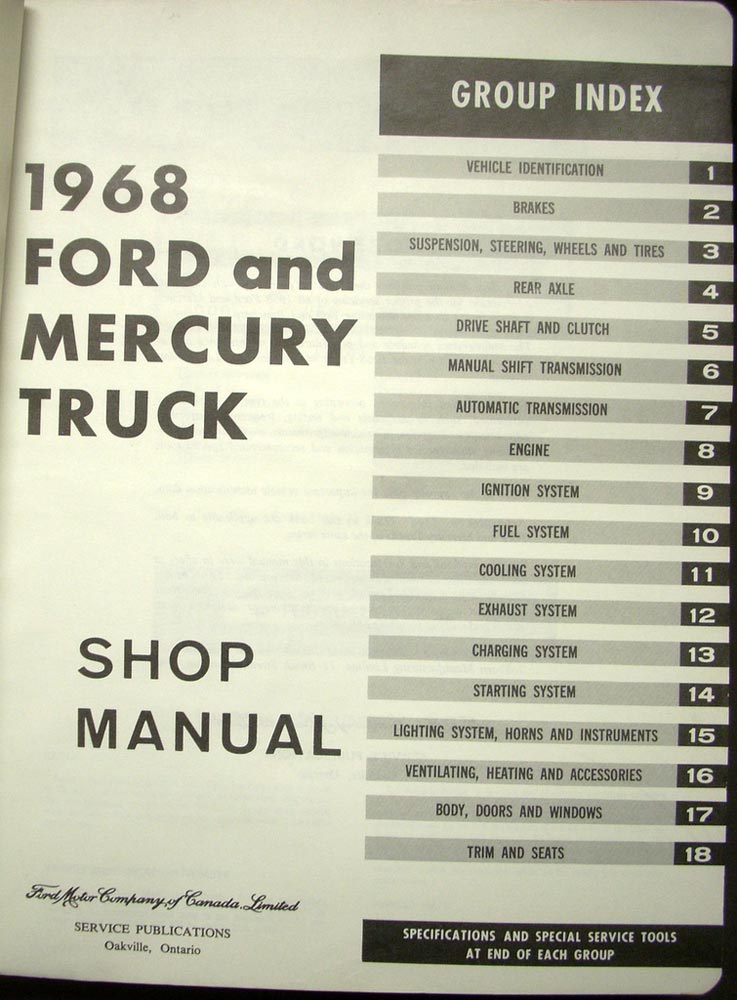 1968
FORD and
MERCURY
TRUCK
SHOP
MANUAL
Ford Motor Company, of Canada, Limited
SERVICE PUBLICATIONS
Oakville, Ontario
GROUP INDEX
VEHICLE IDENTIFICATION 1
BRAKES 2
SUSPENSION, STEERING, WHEELS AND TIRES 3
REAR AXLE 4
DRIVE SHAFT AND CLUTCH 5
MANUAL SHIFT TRANSMISSION 6
AUTOMATIC TRANSMISSION 7
ENGINE 8
IGNITION SYSTEM 9
FUEL SYSTEM 10
COOLING SYSTEM 11
EXHAUST SYSTEM 12
CHARGING SYSTEM 13
STARTING SYSTEM 14
LIGHTING SYSTEM, HORNS AND INSTRUMENTS 15
VENTILATING, HEATING AND ACCESSORIES 16
BODY, DOORS AND WINDOWS 17
TRIM AND SEATS 18
SPECIFICATIONS AND SPECIAL SERVICE TOOLS
AT END OF EACH GROUP